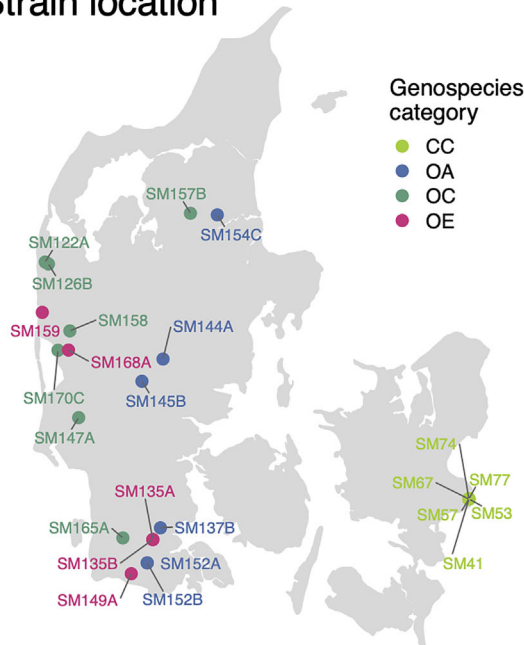 Strain location
Genospecies
category
CC
OA
OC
OE
SM157B
SM154C
SM122A
SM126B
SM159
SM158
SM144A
SM168A
SM170C
SM145B
SM147A
SM74
SM67
SM77
SM57
SM53
SM41
SM135A
SM165A
SM137B
SM135B
SM152A
SM149A
SM152B